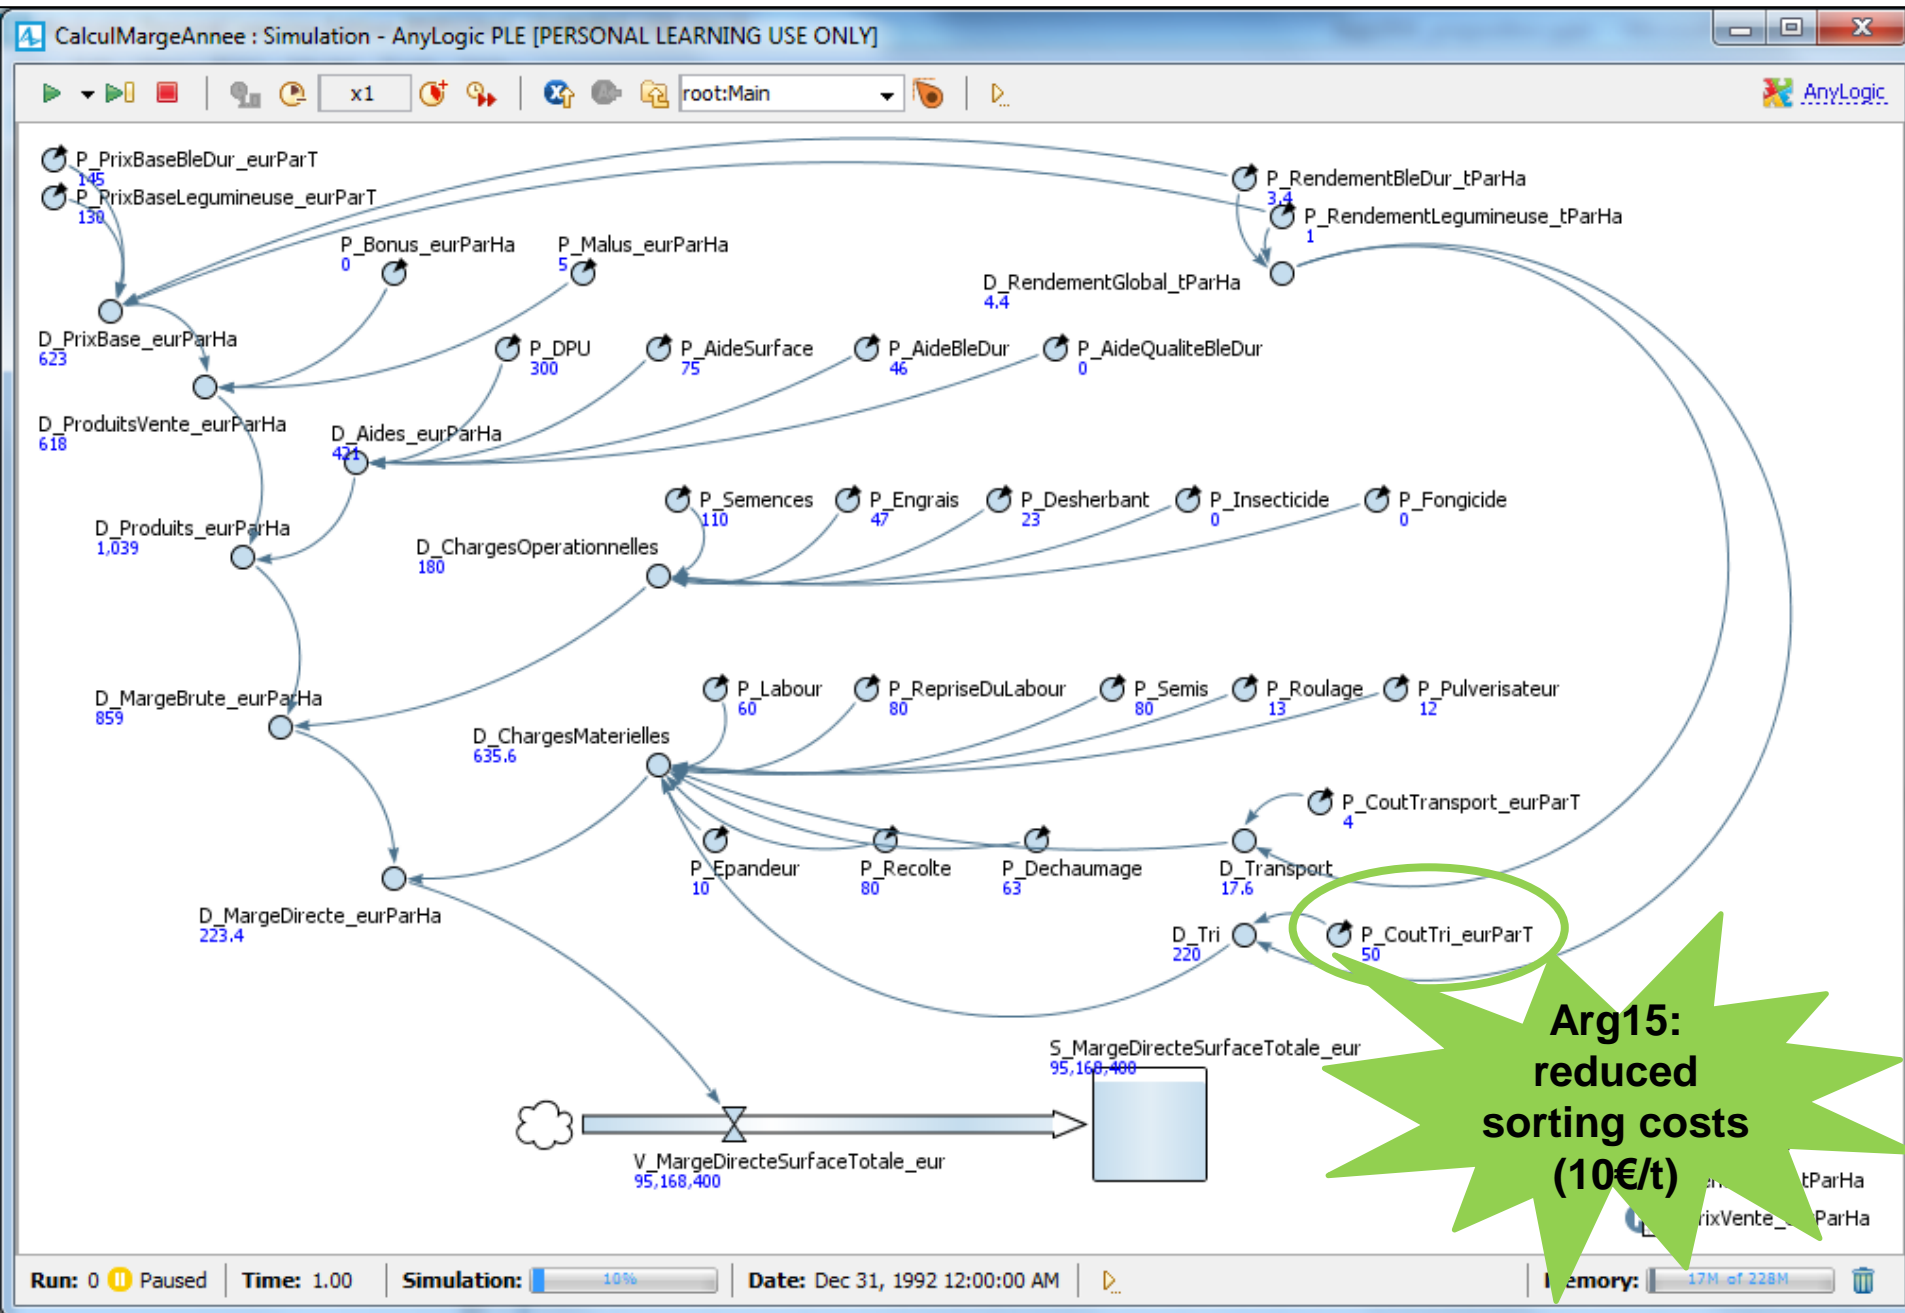 CalculMargeAnnee : Simulation - AnyLogic PLE [PERSONAL LEARNING USE ONLY]
x1
root:Main
AnyLogic
P_PrixBaseBleDur_eurParT
145
P_PrixBaseLegumineuse_eurParT
130
P_RendementBleDur_tParHa
3.4
P_RendementLegumineuse_tParHa
1
P_Bonus_eurParHa
0
P_Malus_eurParHa
5
D_RendementGlobal_tParHa
4.4
D_PrixBase_eurParHa
623
P_DPU
300
P_AideSurface
75
P_AideBleDur
46
P_AideQualiteBleDur
0
D_ProduitsVente_eurParHa
618
D_Aides_eurParHa
421
P_Semences
110
P_Engrais
47
P_Desherbant
23
P_Insecticide
0
P_Fongicide
0
D_Produits_eurParHa
1,039
D_ChargesOperationnelles
180
D_MargeBrute_eurParHa
859
P_Labour
60
P_RepriseDuLabour
80
P_Semis
80
P_Roulage
13
P_Pulverisateur
12
D_ChargesMaterielles
635.6
P_CoutTransport_eurParT
4
P_Epandeur
10
P_Recolte
80
P_Dechaumage
63
D_Transport
17.6
D_MargeDirecte_eurParHa
223.4
D_Tri
220
P_CoutTri_eurParT
50
Arg15:
reduced
sorting costs
(10€/t)
S_MargeDirecteSurfaceTotale_eur
95,168,400
V_MargeDirecteSurfaceTotale_eur
95,168,400
tParHa
Run: 0 Paused Time: 1.00 Simulation: 10% Date: Dec 31, 1992 12:00:00 AM Memory: 17M of 228M